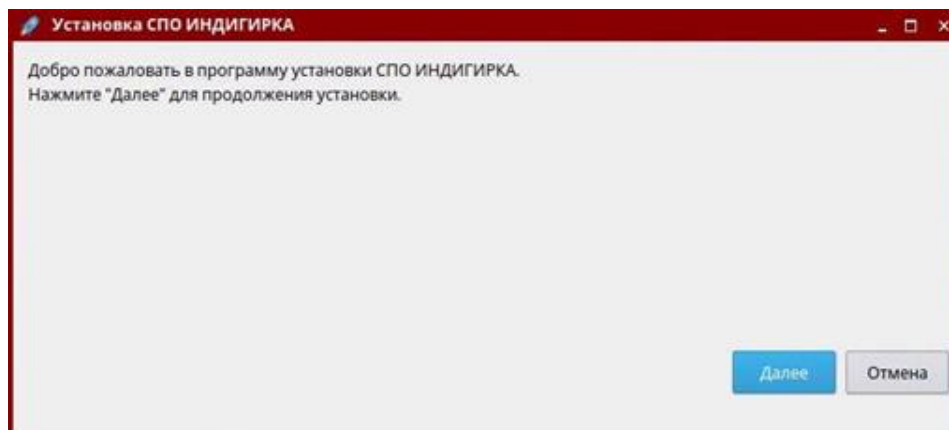 Установка СПО ИНДИГИРКА
Добро пожаловать в программу установки СПО ИНДИГИРКА.
Нажмите "Далее" для продолжения установки.
Далее
Отмена